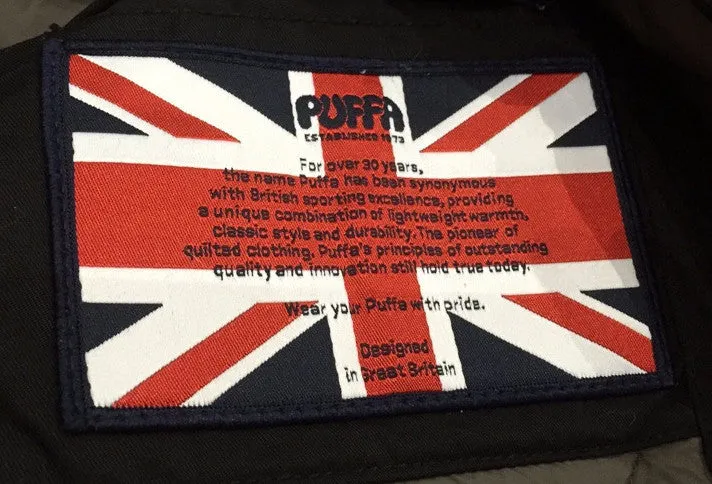 PUFFA
ESTABLISHED 1973
For over 30 years,
the name Puffa has been synonymous
with British sporting excellence, providing
a unique combination of lightweight warmth,
classic style and durability. The pioneer of
quilted clothing, Puffa's principles of outstanding
quality and innovation still hold true today.
Wear your Puffa with pride.
Designed
in Great Britain